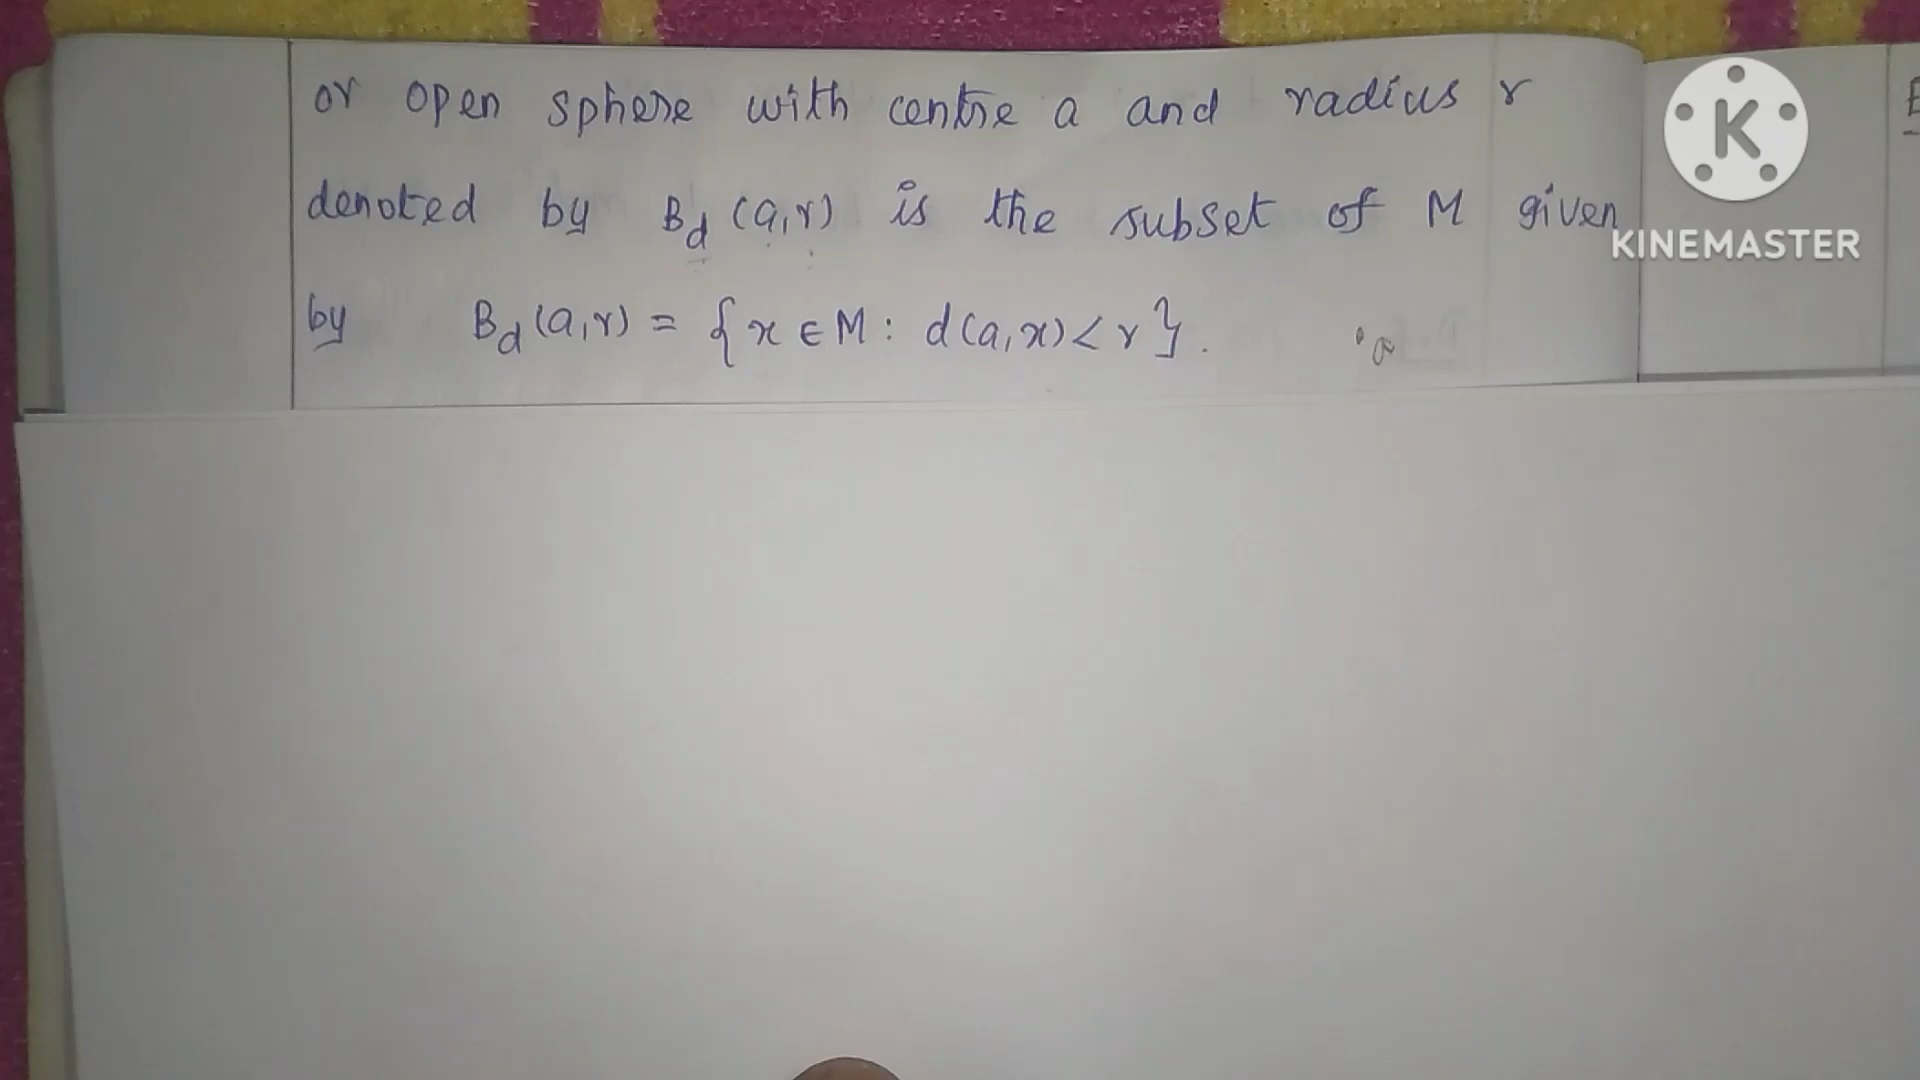 or open sphere with centre a and radius r
denoted by B_d (a,r) is the subset of M given
by B_d (a,r) = {x ∈ M : d(a,x) < r}.
KINEMASTER